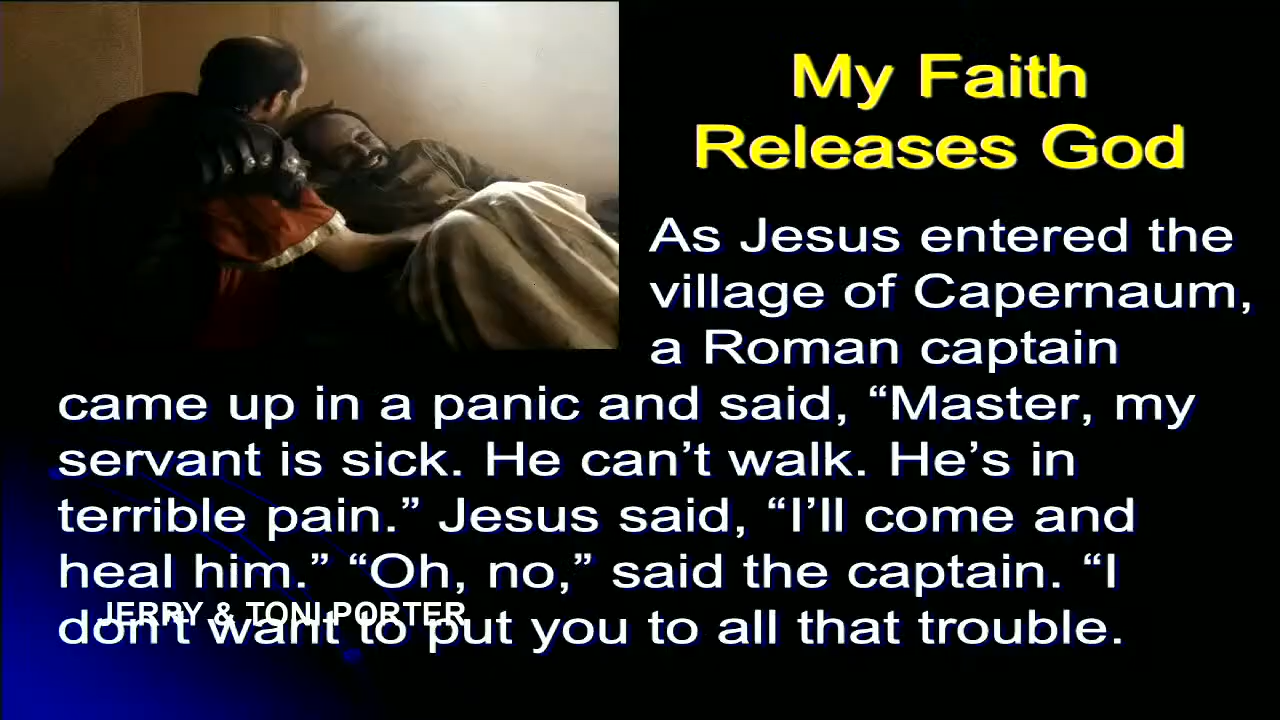 My Faith
Releases God
As Jesus entered the
village of Capernaum,
a Roman captain
came up in a panic and said, “Master, my
servant is sick. He can’t walk. He’s in
terrible pain.” Jesus said, “I’ll come and
heal him.” “Oh, no,” said the captain. “I
JERRY & TONI PORTER
don’t want to put you to all that trouble.